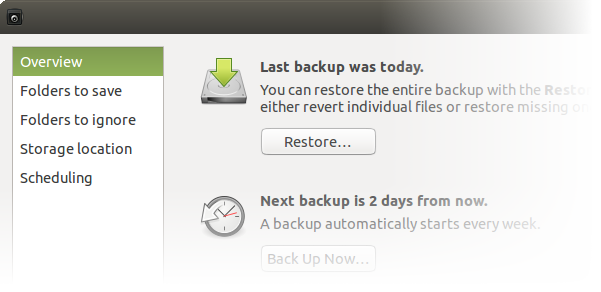 Overview
Folders to save
Folders to ignore
Storage location
Scheduling
Last backup was today.
You can restore the entire backup with the Resto
either revert individual files or restore missing on
Restore...
Next backup is 2 days from now.
A backup automatically starts every week.
Back Up Now...